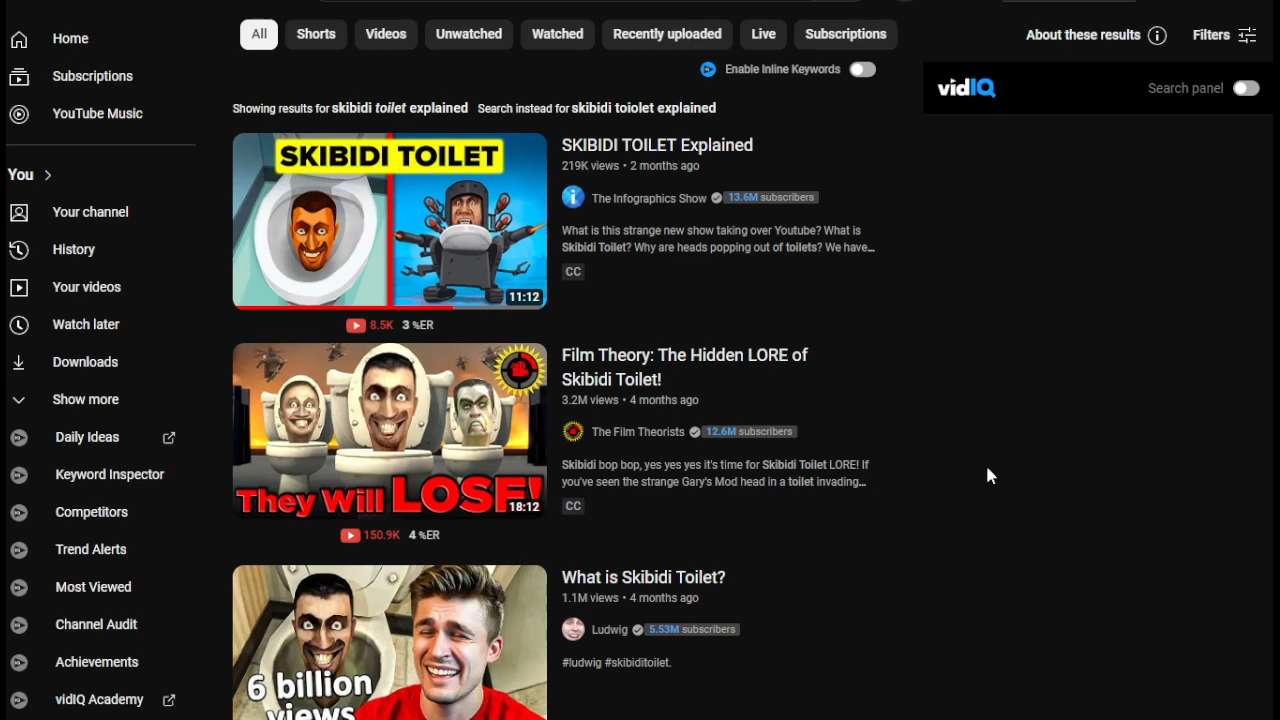 Home
Subscriptions
YouTube Music
You
Your channel
History
Your videos
Watch later
Downloads
Show more
Daily Ideas
Keyword Inspector
Competitors
Trend Alerts
Most Viewed
Channel Audit
Achievements
vidIQ Academy
All Shorts Videos Unwatched Watched Recently uploaded Live Subscriptions
About these results Filters
Enable Inline Keywords
vidIQ Search panel
Showing results for skibidi toilet explained Search instead for skibidi toiolet explained
SKIBIDI TOILET
11:12
8.5K 3 %ER
SKIBIDI TOILET Explained
219K views • 2 months ago
The Infographics Show 13.6M subscribers
What is this strange new show taking over Youtube? What is
Skibidi Toilet? Why are heads popping out of toilets? We have...
CC
They Will LOSE!
18:12
150.9K 4 %ER
Film Theory: The Hidden LORE of
Skibidi Toilet!
3.2M views • 4 months ago
The Film Theorists 12.6M subscribers
Skibidi bop bop, yes yes yes it's time for Skibidi Toilet LORE! If
you've seen the strange Gary's Mod head in a toilet invading...
CC
6 billion
views
What is Skibidi Toilet?
1.1M views • 4 months ago
Ludwig 5.53M subscribers
#ludwig #skibiditoilet.